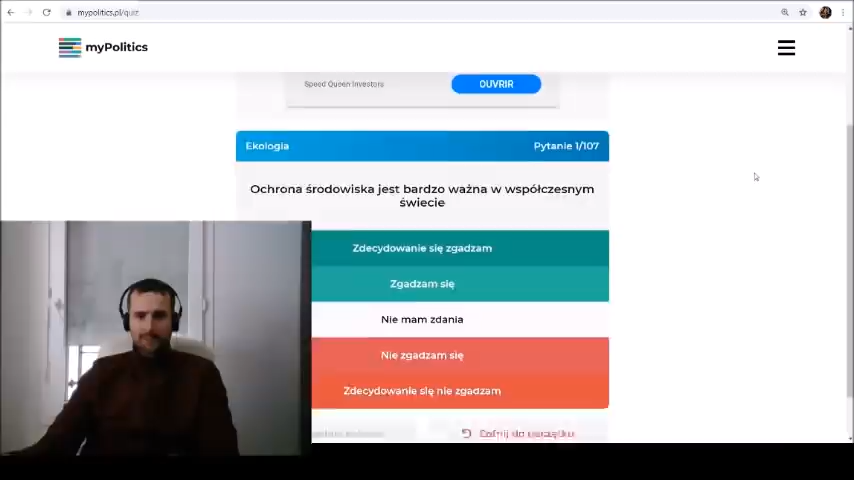 mypolitics.pl/quiz
myPolitics
Speed Queen Investors
OUVRIR
Ekologia
Pytanie 1/107
Ochrona środowiska jest bardzo ważna w współczesnym
świecie
Zdecydowanie się zgadzam
Zgadzam się
Nie mam zdania
Nie zgadzam się
Zdecydowanie się nie zgadzam
Cofnij do początku